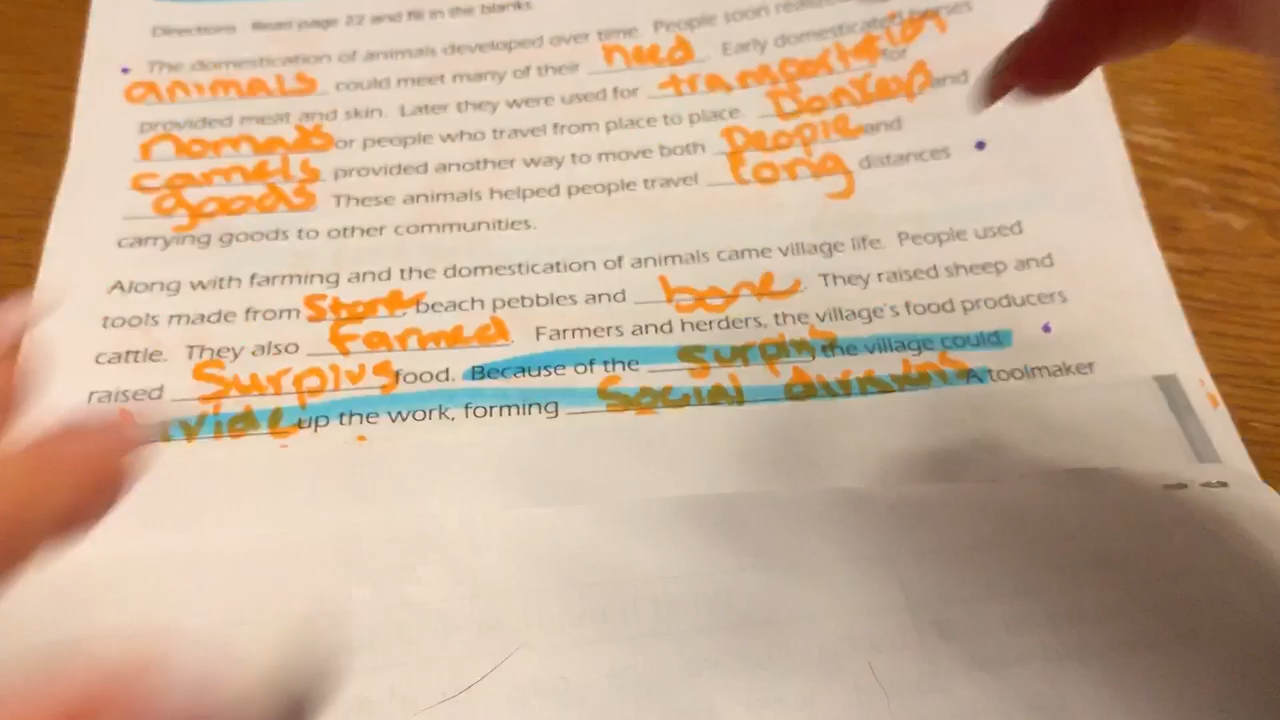 Directions: Read page 22 and fill in the blanks.
• The domestication of animals developed over time. People soon
animals could meet many of their need. Early domesticated
provided meat and skin. Later they were used for transportation for
nomads or people who travel from place to place. Donkeys and
camels provided another way to move both People and
goods. These animals helped people travel long distances
carrying goods to other communities.
Along with farming and the domestication of animals came village life. People used
tools made from Stone, beach pebbles and bone. They raised sheep and
cattle. They also Farmed. Farmers and herders, the village's food producers
raised Surplus food. Because of the Surplus, the village could
up the work, forming Social divisions. A toolmaker